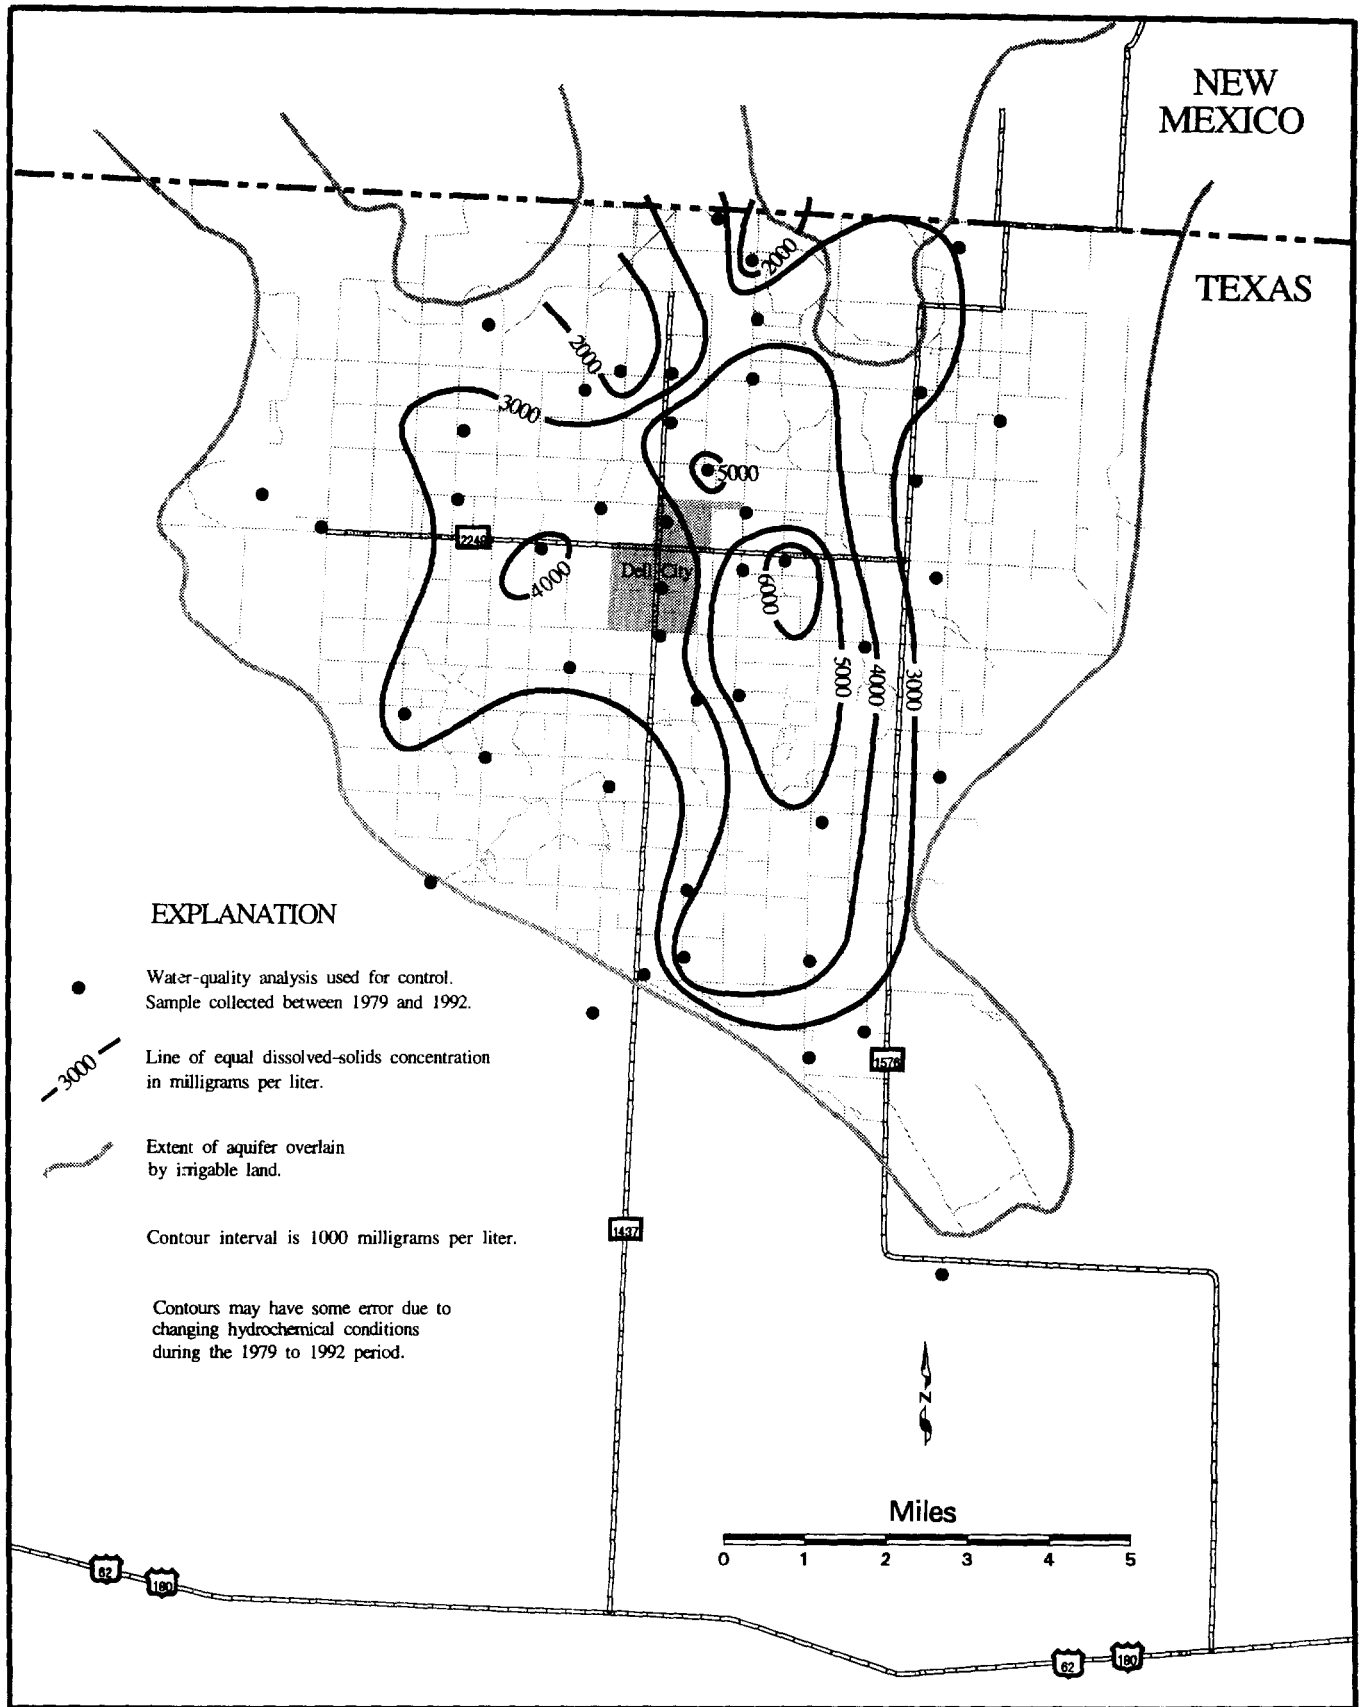 NEW
MEXICO
TEXAS
2000
2000
3000
5000
2249
4000
Dell City
6000
5000
4000
3000
EXPLANATION
Water-quality analysis used for control.
Sample collected between 1979 and 1992.
3000
Line of equal dissolved-solids concentration
in milligrams per liter.
Extent of aquifer overlain
by irrigable land.
Contour interval is 1000 milligrams per liter.
Contours may have some error due to
changing hydrochemical conditions
during the 1979 to 1992 period.
1576
1437
N
Miles
0 1 2 3 4 5
62
180
62
180